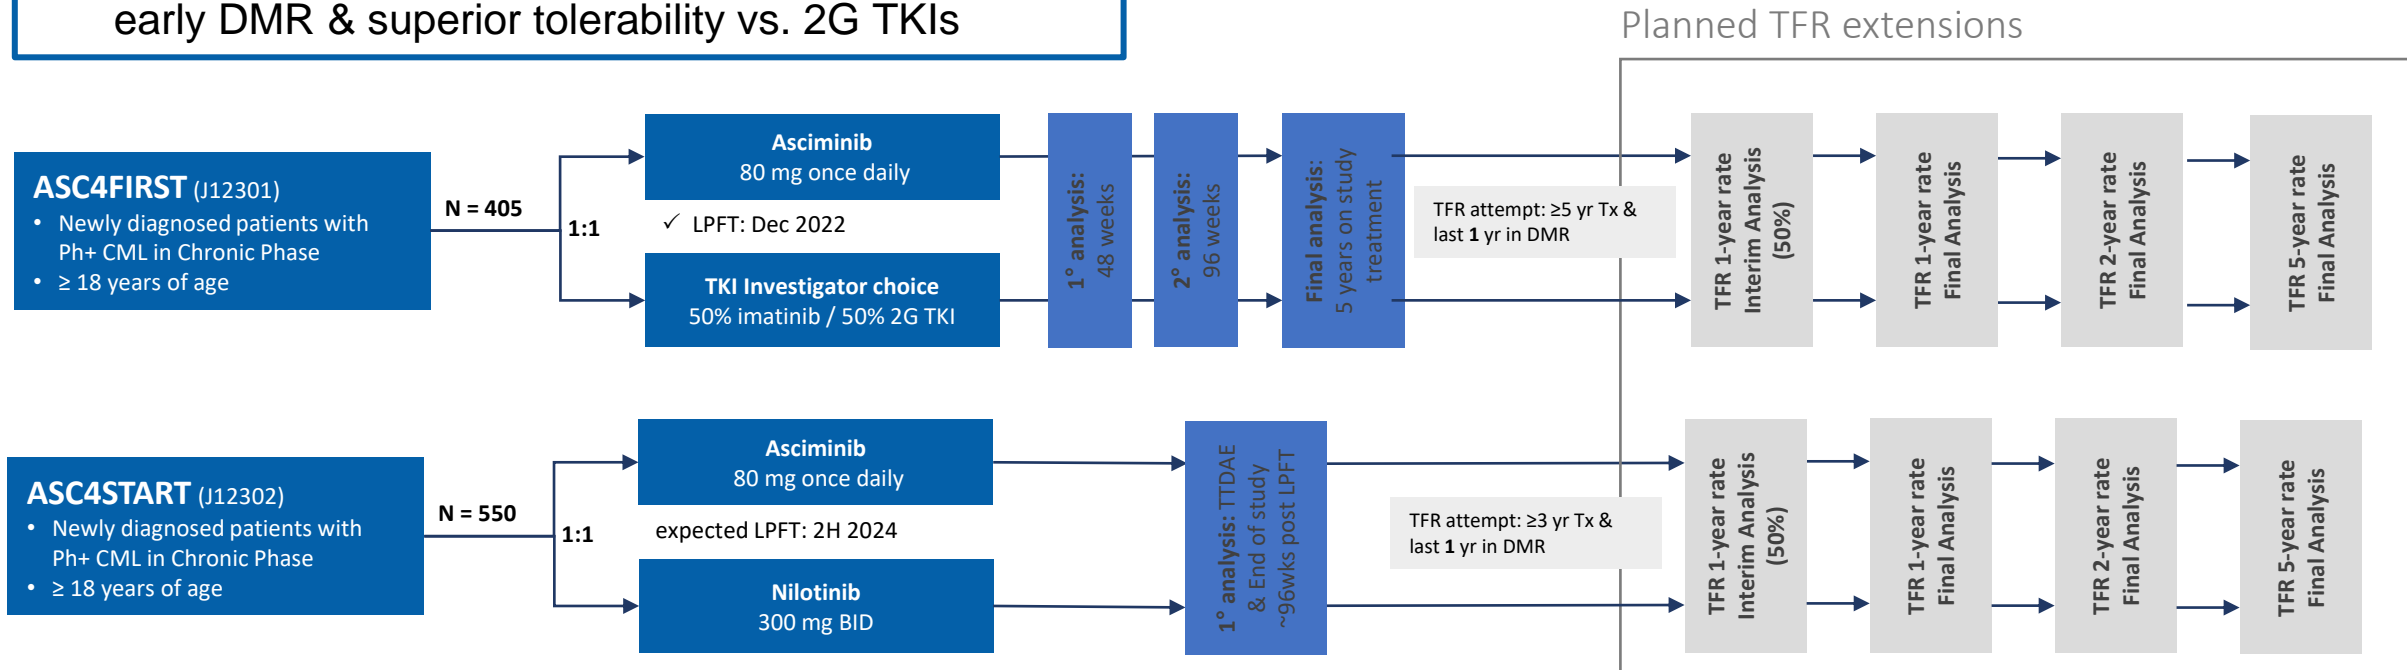 early DMR & superior tolerability vs. 2G TKIs
Planned TFR extensions
ASC4FIRST (J12301)
• Newly diagnosed patients with
Ph+ CML in Chronic Phase
• ≥ 18 years of age
N = 405
1:1
Asciminib
80 mg once daily
✓ LPFT: Dec 2022
TKI Investigator choice
50% imatinib / 50% 2G TKI
1° analysis:
48 weeks
2° analysis:
96 weeks
Final analysis:
5 years on study
treatment
TFR attempt: ≥5 yr Tx &
last 1 yr in DMR
TFR 1-year rate
Interim Analysis
(50%)
TFR 1-year rate
Final Analysis
TFR 2-year rate
Final Analysis
TFR 5-year rate
Final Analysis
ASC4START (J12302)
• Newly diagnosed patients with
Ph+ CML in Chronic Phase
• ≥ 18 years of age
N = 550
1:1
Asciminib
80 mg once daily
expected LPFT: 2H 2024
Nilotinib
300 mg BID
1° analysis: TTDAE
& End of study
~96wks post LPFT
TFR attempt: ≥3 yr Tx &
last 1 yr in DMR
TFR 1-year rate
Interim Analysis
(50%)
TFR 1-year rate
Final Analysis
TFR 2-year rate
Final Analysis
TFR 5-year rate
Final Analysis